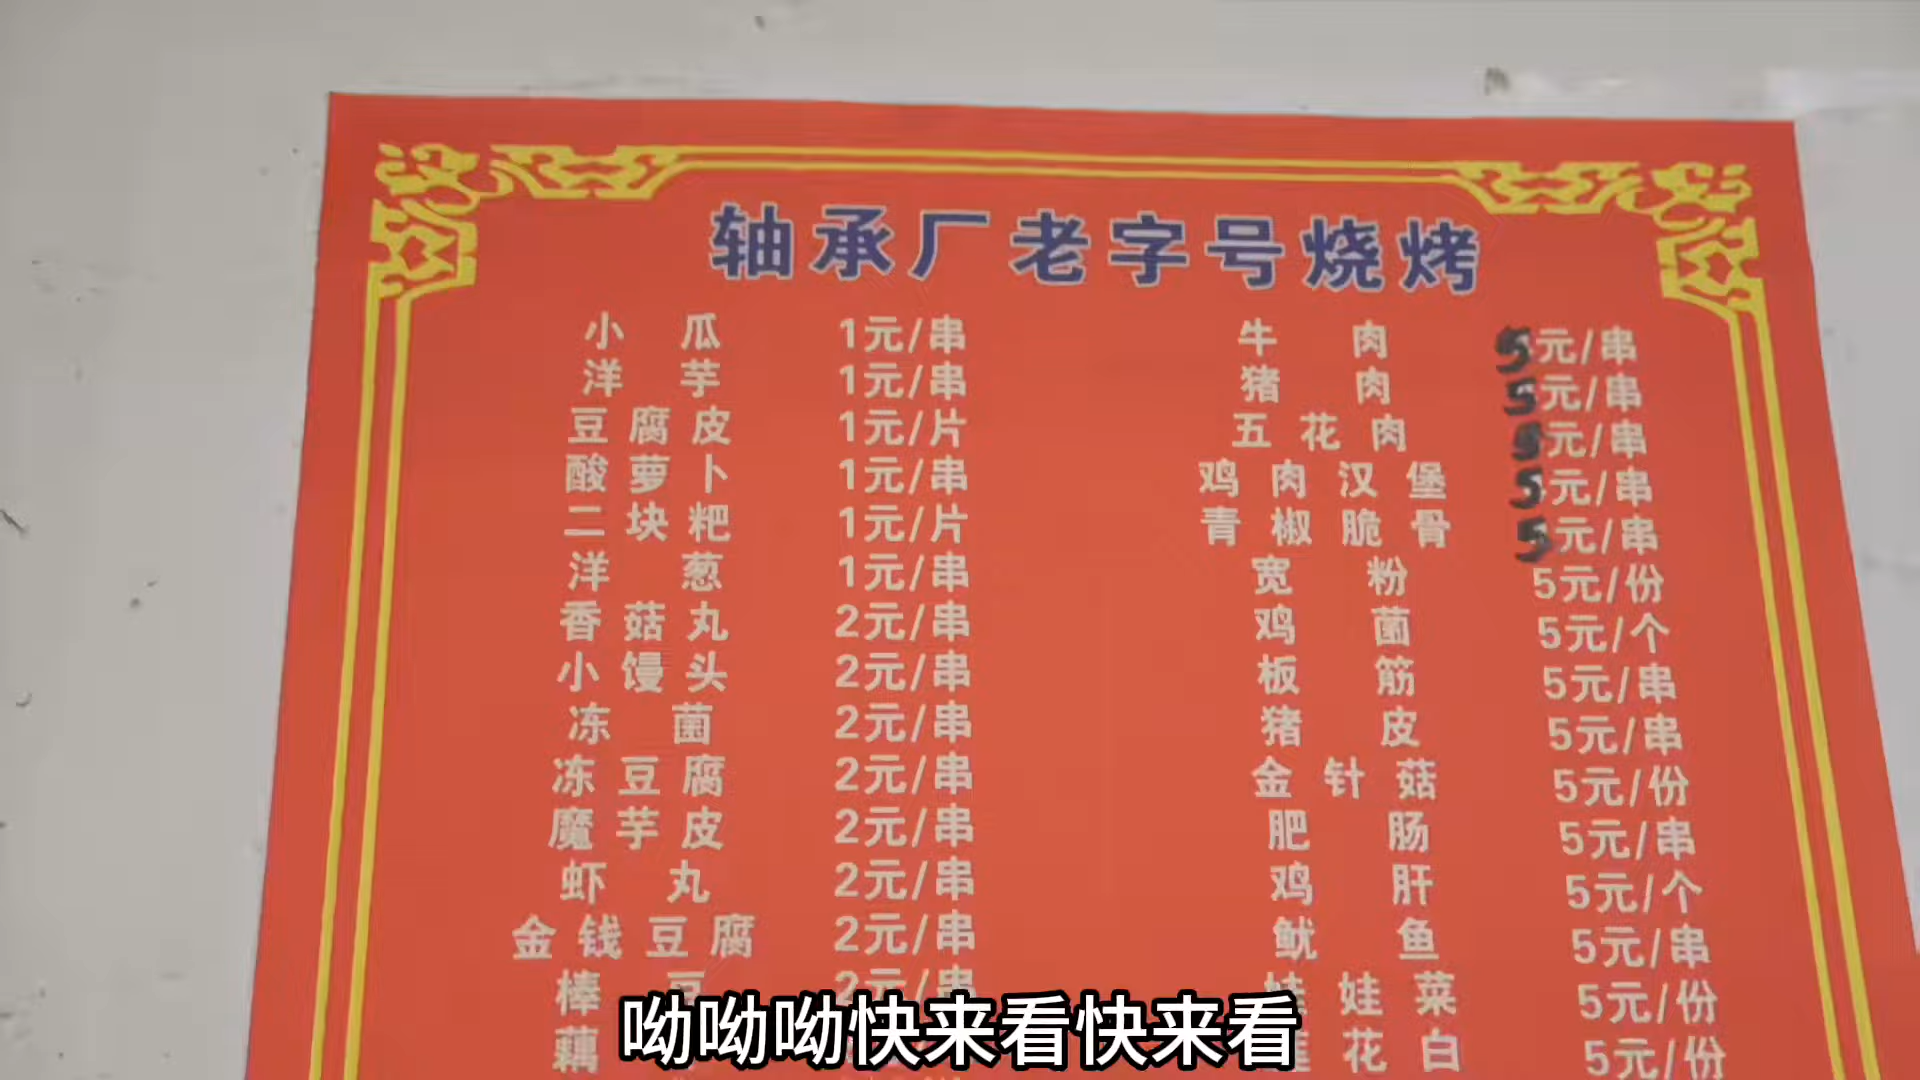 轴承厂老字号烧烤
小瓜 1元/串
洋芋 1元/串
豆腐皮 1元/片
酸萝卜 1元/串
二块粑 1元/片
洋葱 1元/串
香菇丸 2元/串
小馒头 2元/串
冻菌 2元/串
冻豆腐 2元/串
魔芋皮 2元/串
虾丸 2元/串
金钱豆腐 2元/串
棒豆 2元/串
藕
牛肉 5元/串
猪肉 5元/串
五花肉 5元/串
鸡肉汉堡 5元/串
青椒脆骨 5元/串
宽粉 5元/份
鸡菌 5元/个
板筋 5元/串
猪皮 5元/串
金针菇 5元/份
肥肠 5元/串
鸡肝 5元/个
鱿鱼 5元/串
娃娃菜 5元/份
莲花白 5元/份
呦呦呦快来看快来看